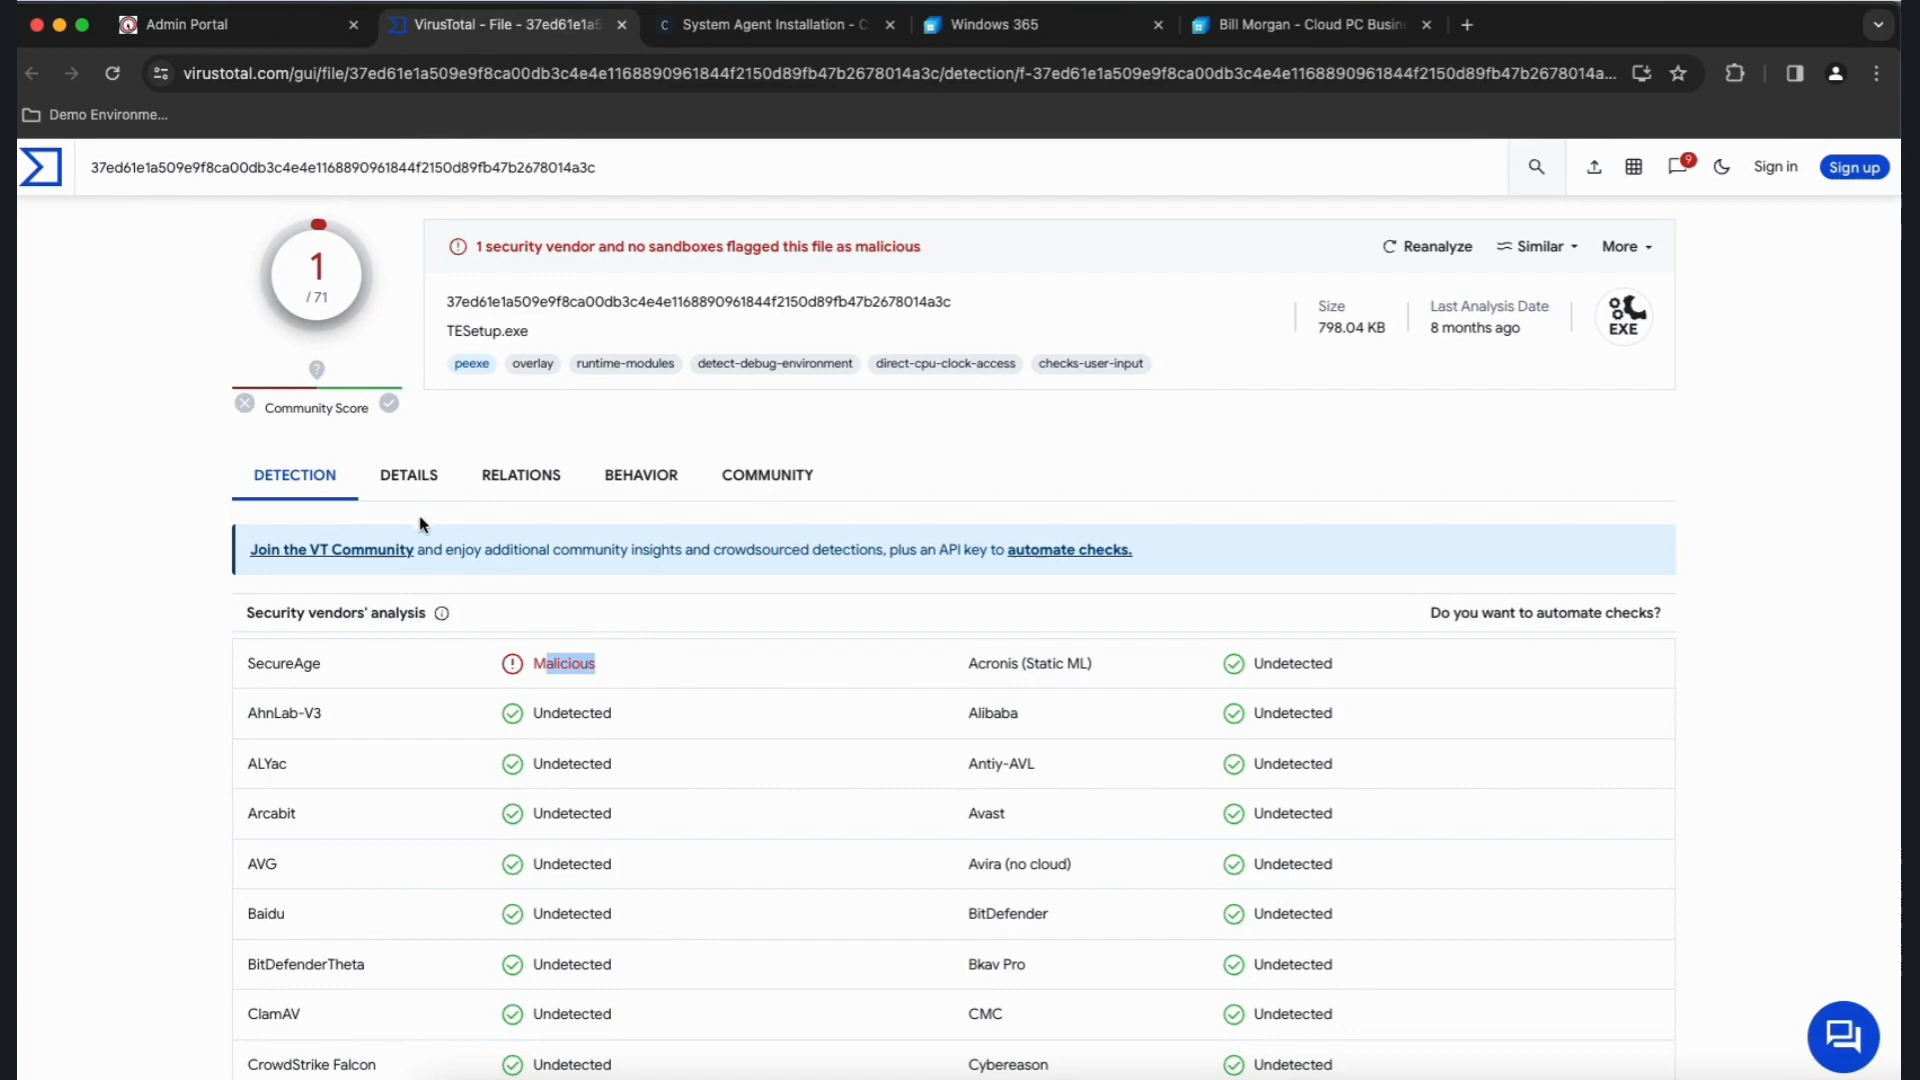 Admin Portal
VirusTotal - File - 37ed61e1a5
System Agent Installation - C
Windows 365
Bill Morgan - Cloud PC Busin
virustotal.com/gui/file/37ed61e1a509e9f8ca00db3c4e4e1168890961844f2150d89fb47b2678014a3c/detection/f-37ed61e1a509e9f8ca00db3c4e4e1168890961844f2150d89fb47b2678014a...
Demo Environme...
37ed61e1a509e9f8ca00db3c4e4e1168890961844f2150d89fb47b2678014a3c
9
Sign in
Sign up
1
/ 71
1 security vendor and no sandboxes flagged this file as malicious
Reanalyze
Similar
More
37ed61e1a509e9f8ca00db3c4e4e1168890961844f2150d89fb47b2678014a3c
TESetup.exe
Size
798.04 KB
Last Analysis Date
8 months ago
EXE
peexe
overlay
runtime-modules
detect-debug-environment
direct-cpu-clock-access
checks-user-input
?
Community Score
DETECTION
DETAILS
RELATIONS
BEHAVIOR
COMMUNITY
Join the VT Community and enjoy additional community insights and crowdsourced detections, plus an API key to automate checks.
Security vendors' analysis
Do you want to automate checks?
SecureAge
Malicious
Acronis (Static ML)
Undetected
AhnLab-V3
Undetected
Alibaba
Undetected
ALYac
Undetected
Antiy-AVL
Undetected
Arcabit
Undetected
Avast
Undetected
AVG
Undetected
Avira (no cloud)
Undetected
Baidu
Undetected
BitDefender
Undetected
BitDefenderTheta
Undetected
Bkav Pro
Undetected
ClamAV
Undetected
CMC
Undetected
CrowdStrike Falcon
Undetected
Cybereason
Undetected